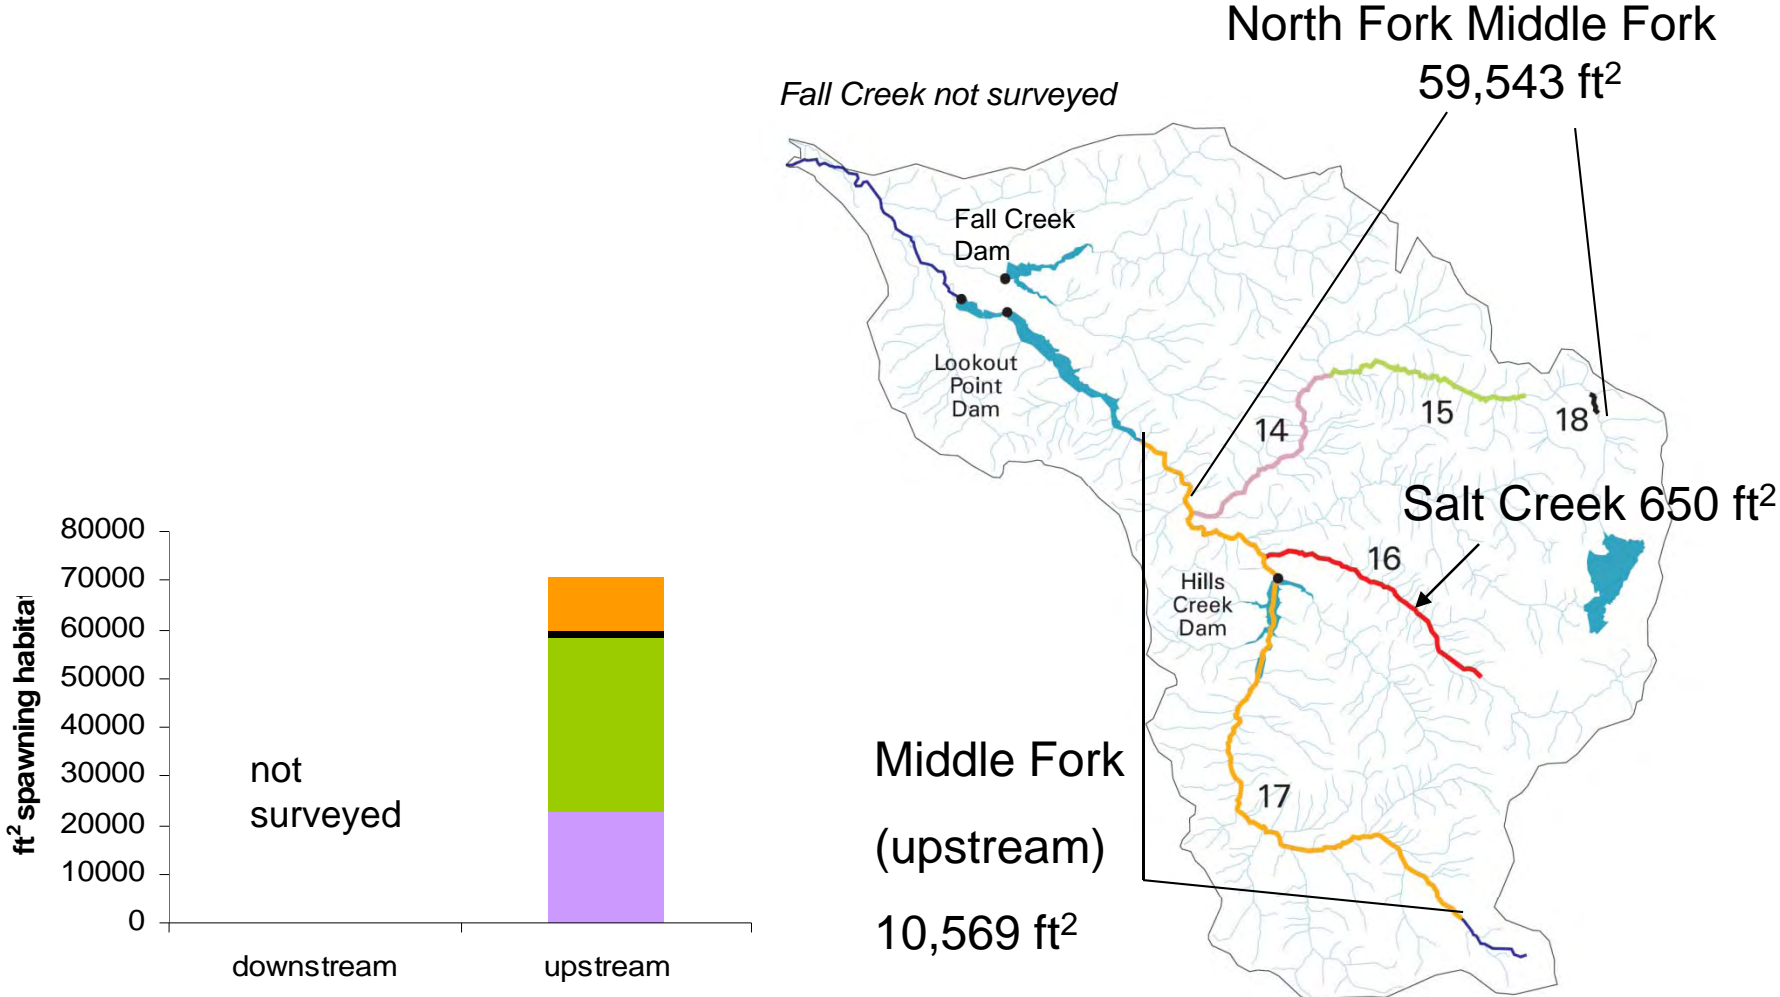 North Fork Middle Fork
59,543 ft²
Fall Creek not surveyed
Fall Creek
Dam
Lookout
Point
Dam
14
15
18
Salt Creek 650 ft²
16
Hills
Creek
Dam
17
Middle Fork
(upstream)
10,569 ft²
ft² spawning habitat
80000
70000
60000
50000
40000
30000
20000
10000
0
not
surveyed
downstream
upstream